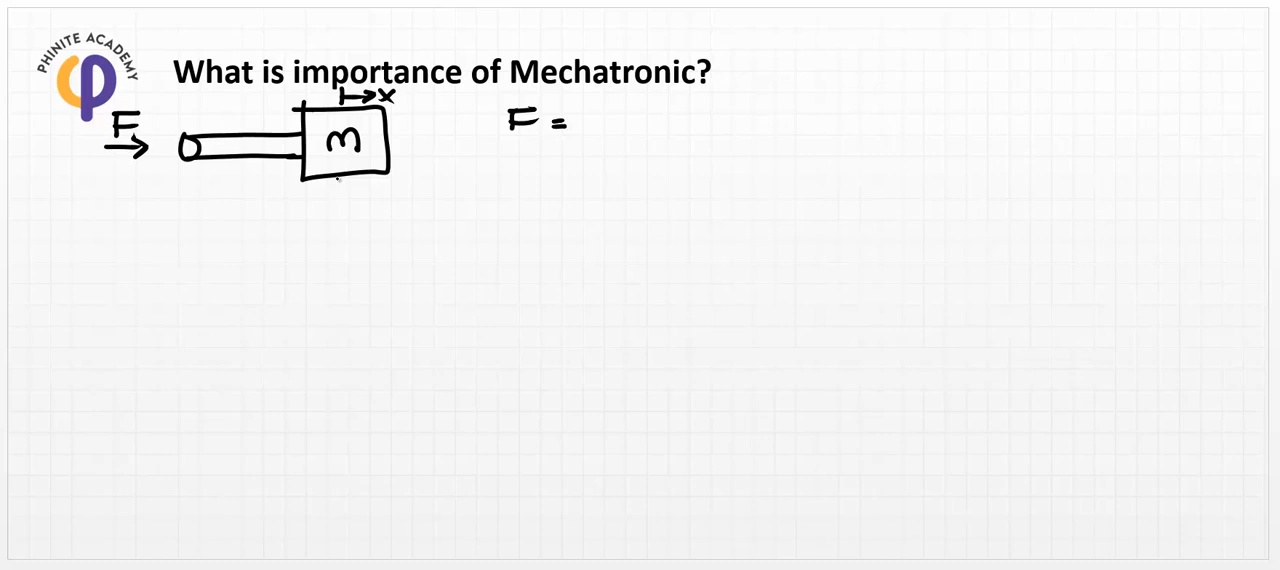 PHINITE ACADEMY
What is importance of Mechatronic?
x
F
m
F =